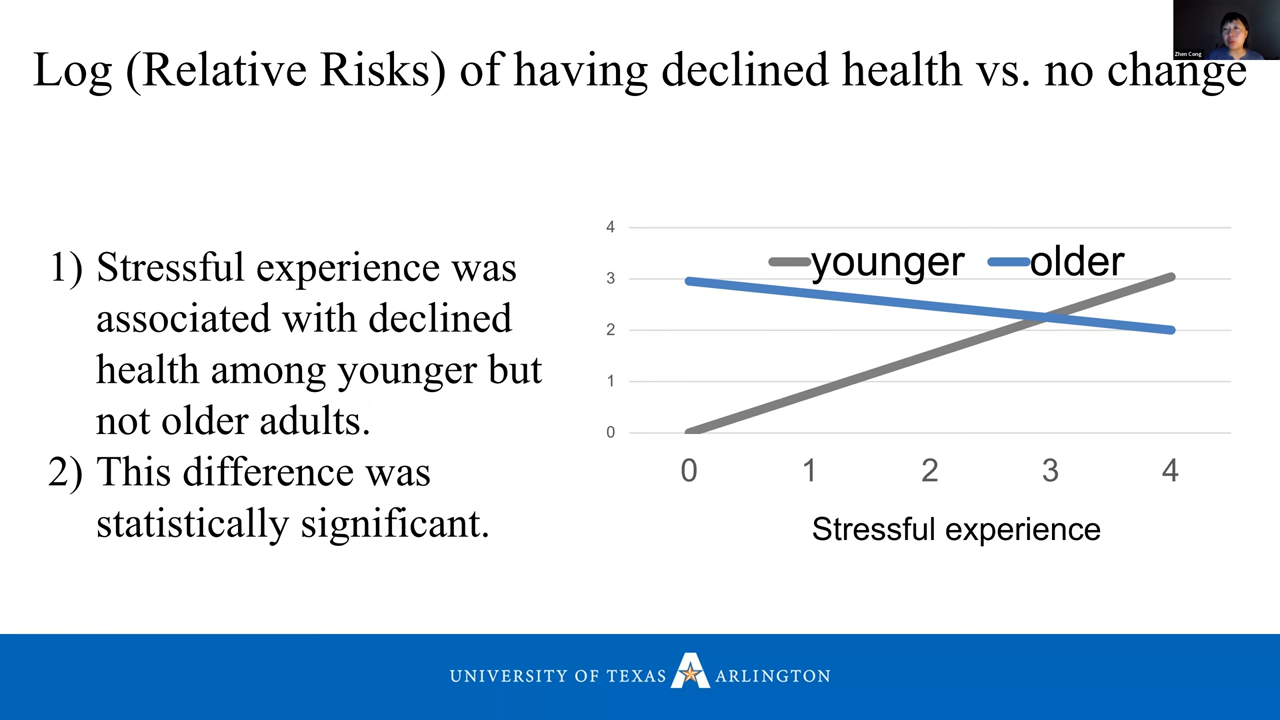 Zhen Cong
Log (Relative Risks) of having declined health vs. no change
1) Stressful experience was
associated with declined
health among younger but
not older adults.
2) This difference was
statistically significant.
4
3
2
1
0
younger older
0 1 2 3 4
Stressful experience
UNIVERSITY OF TEXAS A ARLINGTON